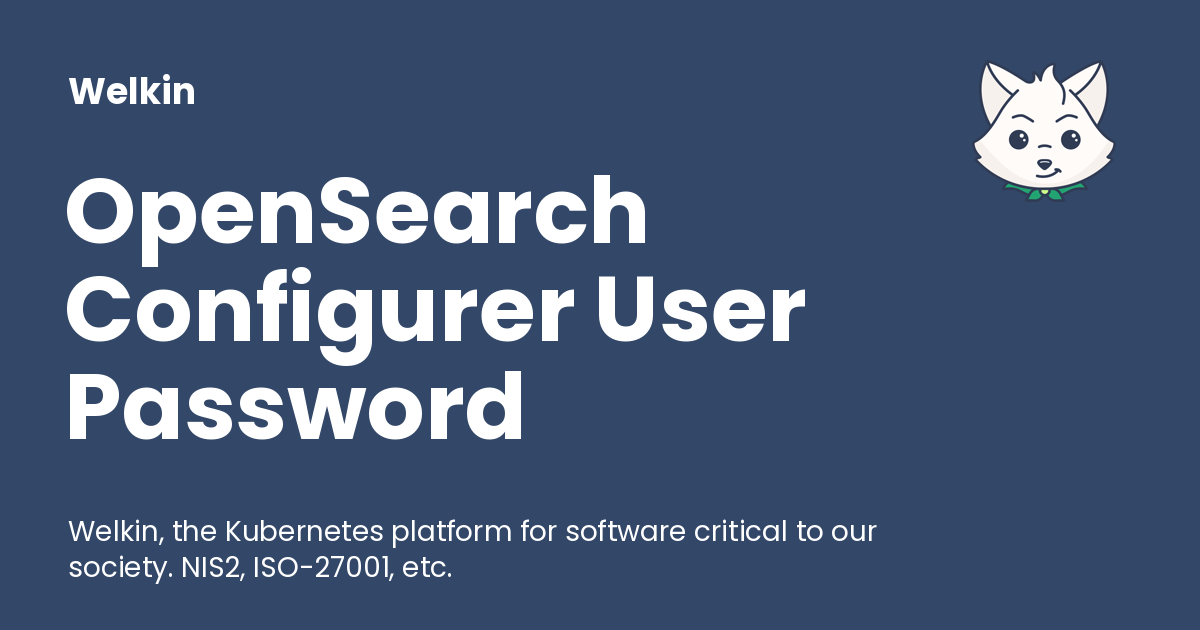 Welkin
OpenSearch
Configurer User
Password
Welkin, the Kubernetes platform for software critical to our
society. NIS2, ISO-27001, etc.